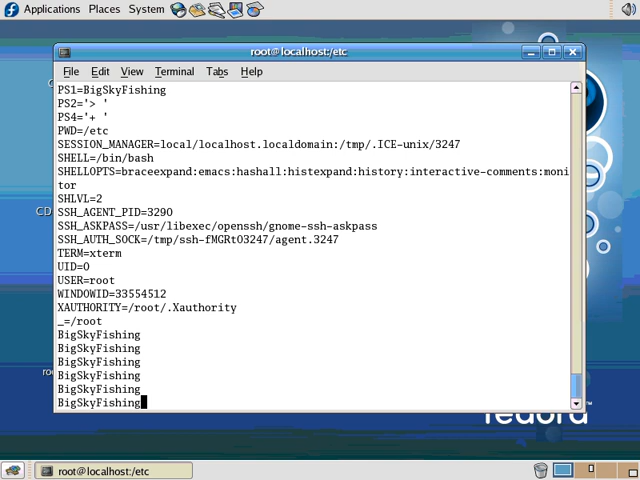 Applications Places System
root@localhost:/etc
File Edit View Terminal Tabs Help
PS1=BigSkyFishing
PS2='> '
PS4='+ '
PWD=/etc
SESSION_MANAGER=local/localhost.localdomain:/tmp/.ICE-unix/3247
SHELL=/bin/bash
SHELLOPTS=braceexpand:emacs:hashall:histexpand:history:interactive-comments:moni
tor
SHLVL=2
SSH_AGENT_PID=3290
SSH_ASKPASS=/usr/libexec/openssh/gnome-ssh-askpass
SSH_AUTH_SOCK=/tmp/ssh-fMGRtO3247/agent.3247
TERM=xterm
UID=0
USER=root
WINDOWID=33554512
XAUTHORITY=/root/.Xauthority
_=/root
BigSkyFishing
BigSkyFishing
BigSkyFishing
BigSkyFishing
BigSkyFishing
BigSkyFishing
CD
fedora
root@localhost:/etc